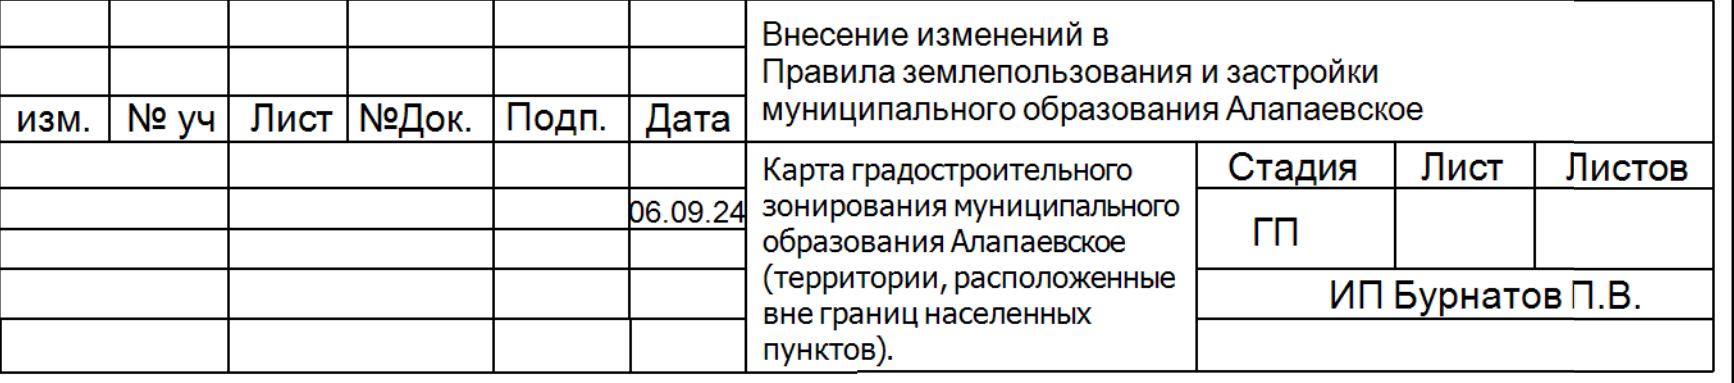 Внесение изменений в
Правила землепользования и застройки
муниципального образования Алапаевское
изм. № уч Лист №Док. Подп. Дата
Карта градостроительного
зонирования муниципального
образования Алапаевское
(территории, расположенные
вне границ населенных
пунктов).
Стадия Лист Листов
06.09.24
ГП
ИП Бурнатов П.В.